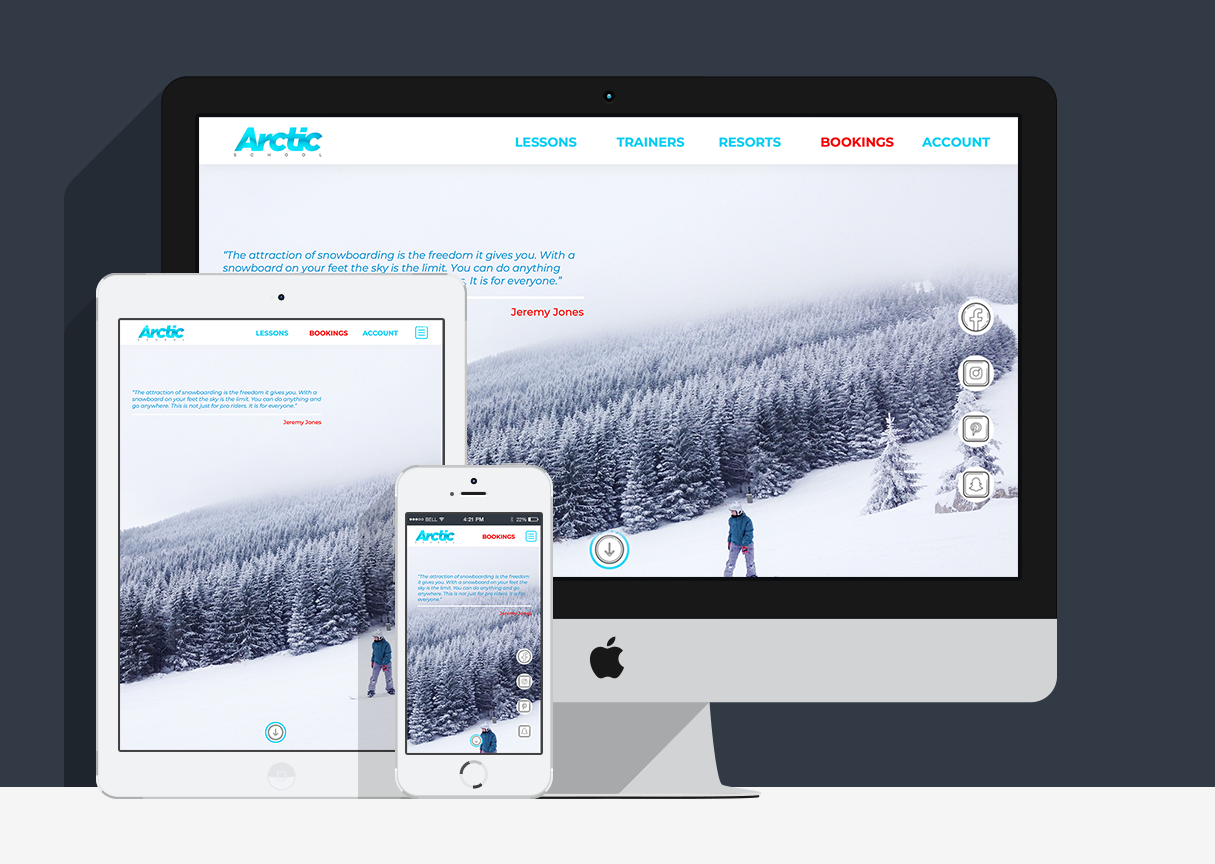 Arctic
SCHOOL
LESSONS TRAINERS RESORTS BOOKINGS ACCOUNT
“The attraction of snowboarding is the freedom it gives you. With a
snowboard on your feet the sky is the limit. You can do anything
It is for everyone.”
Jeremy Jones
Arctic
SCHOOL
LESSONS BOOKINGS ACCOUNT
“The attraction of snowboarding is the freedom it gives you. With a
snowboard on your feet the sky is the limit. You can do anything and
go anywhere. This is not just for pro riders. It is for everyone.”
Jeremy Jones
BELL 4:21 PM 22%
Arctic
SCHOOL
BOOKINGS
“The attraction of snowboarding is the freedom
it gives you. With a snowboard on your feet the
sky is the limit. You can do anything and go
anywhere. This is not just for pro riders. It is for
everyone.”
Jeremy Jones